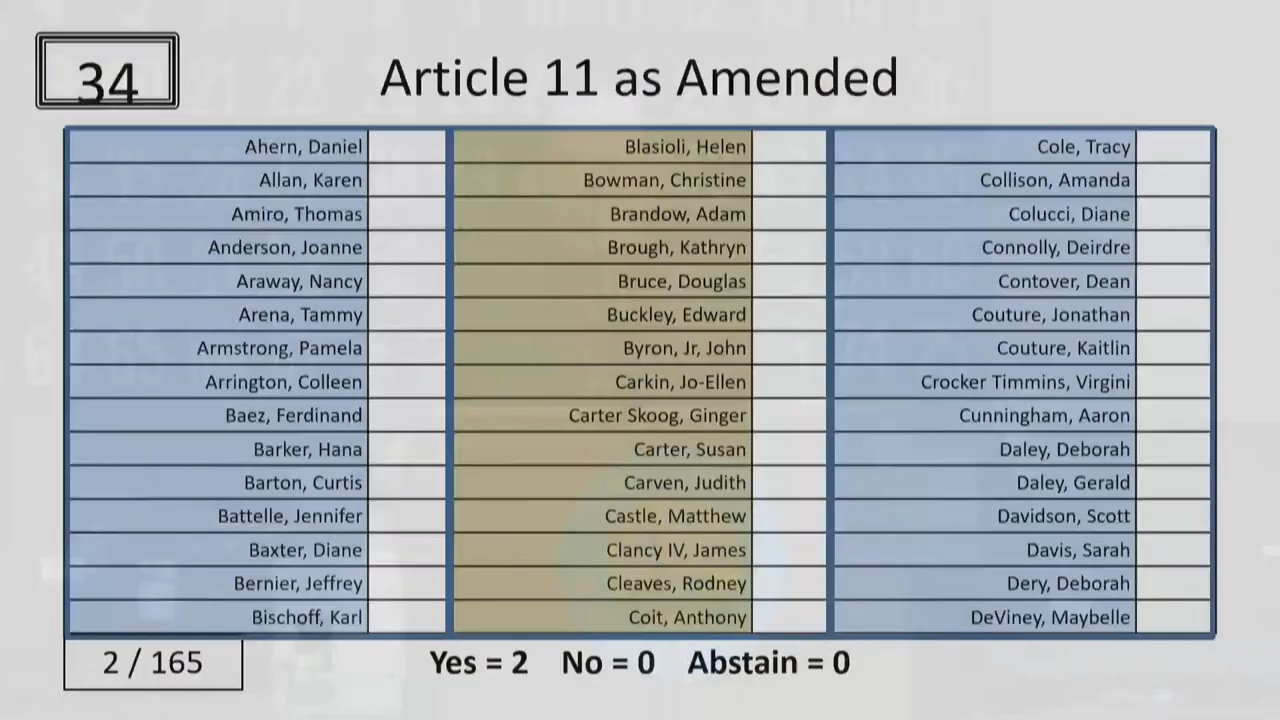 34
Article 11 as Amended
Ahern, Daniel Blasioli, Helen Cole, Tracy
Allan, Karen Bowman, Christine Collison, Amanda
Amiro, Thomas Brandow, Adam Colucci, Diane
Anderson, Joanne Brough, Kathryn Connolly, Deirdre
Araway, Nancy Bruce, Douglas Contover, Dean
Arena, Tammy Buckley, Edward Couture, Jonathan
Armstrong, Pamela Byron, Jr, John Couture, Kaitlin
Arrington, Colleen Carkin, Jo-Ellen Crocker Timmins, Virgini
Baez, Ferdinand Carter Skoog, Ginger Cunningham, Aaron
Barker, Hana Carter, Susan Daley, Deborah
Barton, Curtis Carven, Judith Daley, Gerald
Battelle, Jennifer Castle, Matthew Davidson, Scott
Baxter, Diane Clancy IV, James Davis, Sarah
Bernier, Jeffrey Cleaves, Rodney Dery, Deborah
Bischoff, Karl Coit, Anthony DeViney, Maybelle
2 / 165 Yes = 2 No = 0 Abstain = 0